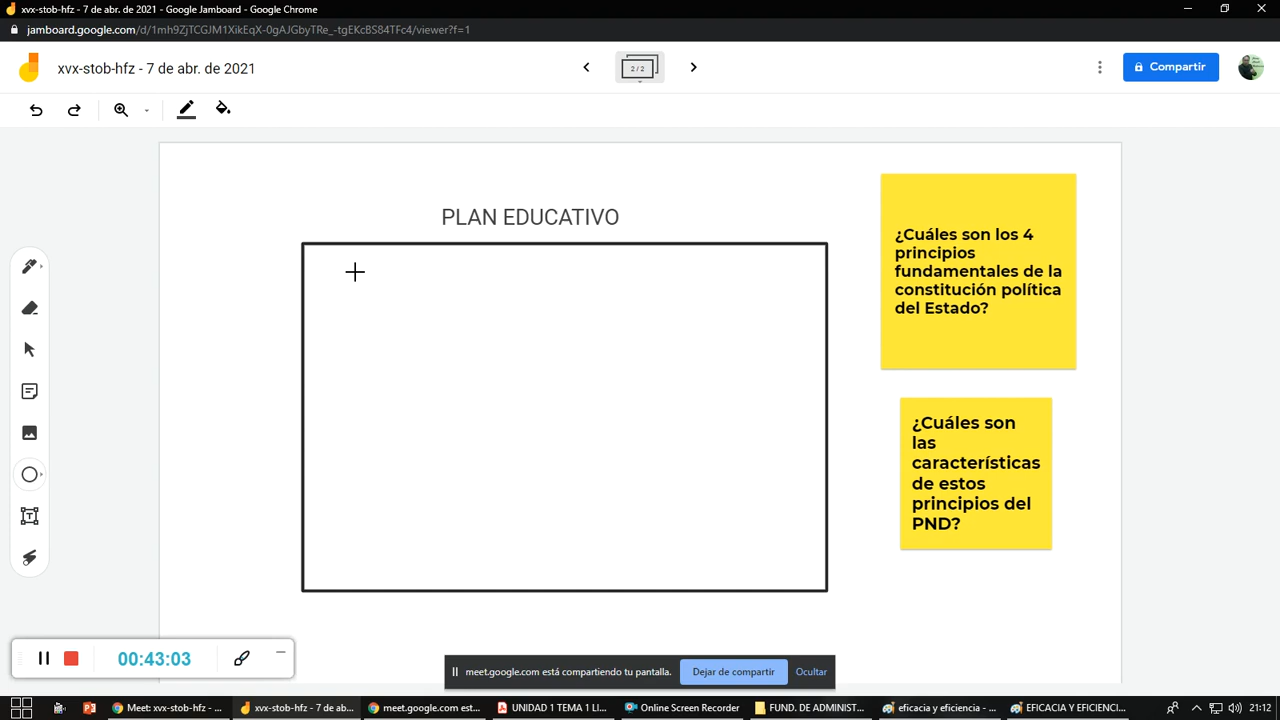 xvx-stob-hfz - 7 de abr. de 2021 - Google Jamboard - Google Chrome
jamboard.google.com/d/1mh9ZjTCGJM1XikEqX-0gAJGbyTRe_-tgEKcBS84TFc4/viewer?f=1
xvx-stob-hfz - 7 de abr. de 2021
2 / 2
Compartir
PLAN EDUCATIVO
¿Cuáles son los 4
principios
fundamentales de la
constitución política
del Estado?
¿Cuáles son
las
características
de estos
principios del
PND?
00:43:03
meet.google.com está compartiendo tu pantalla.
Dejar de compartir
Ocultar
Meet: xvx-stob-hfz - ...
xvx-stob-hfz - 7 de ab...
meet.google.com est...
UNIDAD 1 TEMA 1 LI...
Online Screen Recorder
FUND. DE ADMINIST...
eficacia y eficiencia - ...
EFICACIA Y EFICIENCI...
21:12